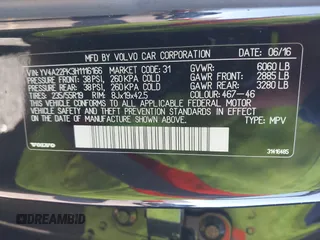 MFD. BY VOLVO CAR CORPORATION DATE 06/16
VIN: YV4A22PK3H1116166 MARKET CODE: 31 GVWR: 6060 LB
PRESSURE FRONT: 38 PSI, 260 KPA COLD GAWR FRONT: 2885 LB
PRESSURE REAR: 38 PSI, 260 KPA COLD GAWR REAR: 3280 LB
TIRES: 235/55R19 RIM: 8Jx19x42.5 COLOUR: 467-46
THIS VEHICLE CONFORMS TO ALL APPLICABLE FEDERAL MOTOR VEHICLE
SAFETY AND THEFT PREVENTION STANDARDS IN EFFECT ON
THE DATE OF MANUFACTURE SHOWN ABOVE. TYPE: MPV
VOLVO 31416485
DREAMBID